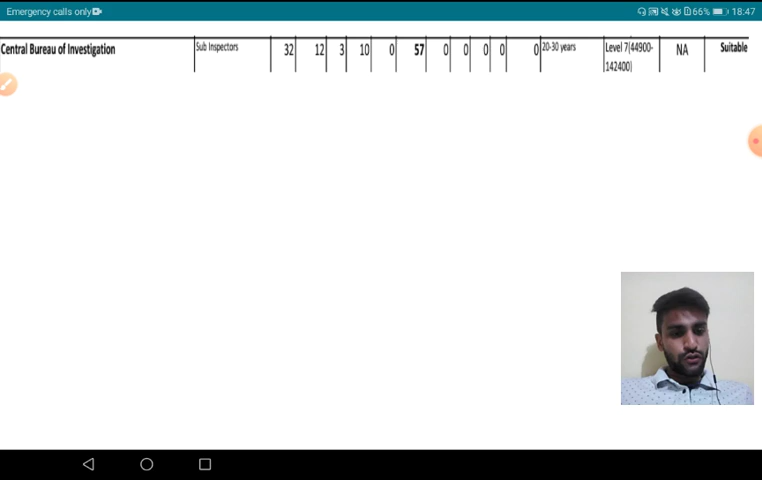 Emergency calls only 66% 18:47
Central Bureau of Investigation Sub Inspectors 32 12 3 10 0 57 0 0 0 0 0 20-30 years Level 7(44900- NA Suitable
142400)